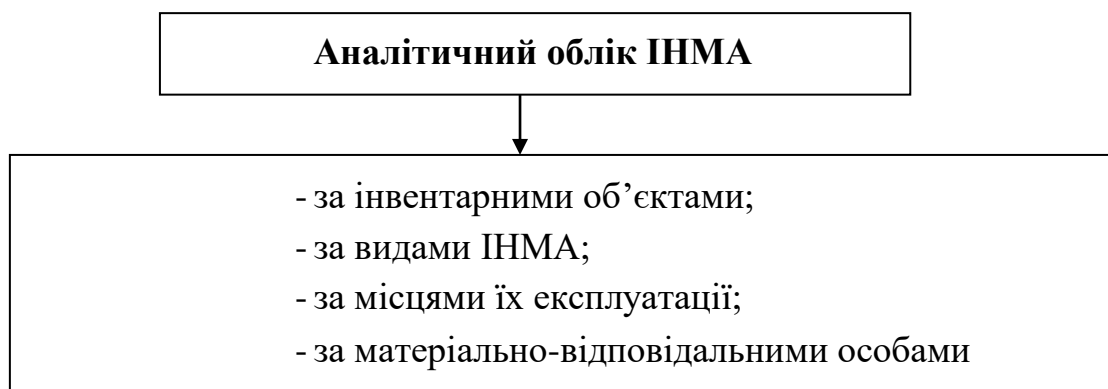 Аналітичний облік ІНМА
- за інвентарними об’єктами;
- за видами ІНМА;
- за місцями їх експлуатації;
- за матеріально-відповідальними особами